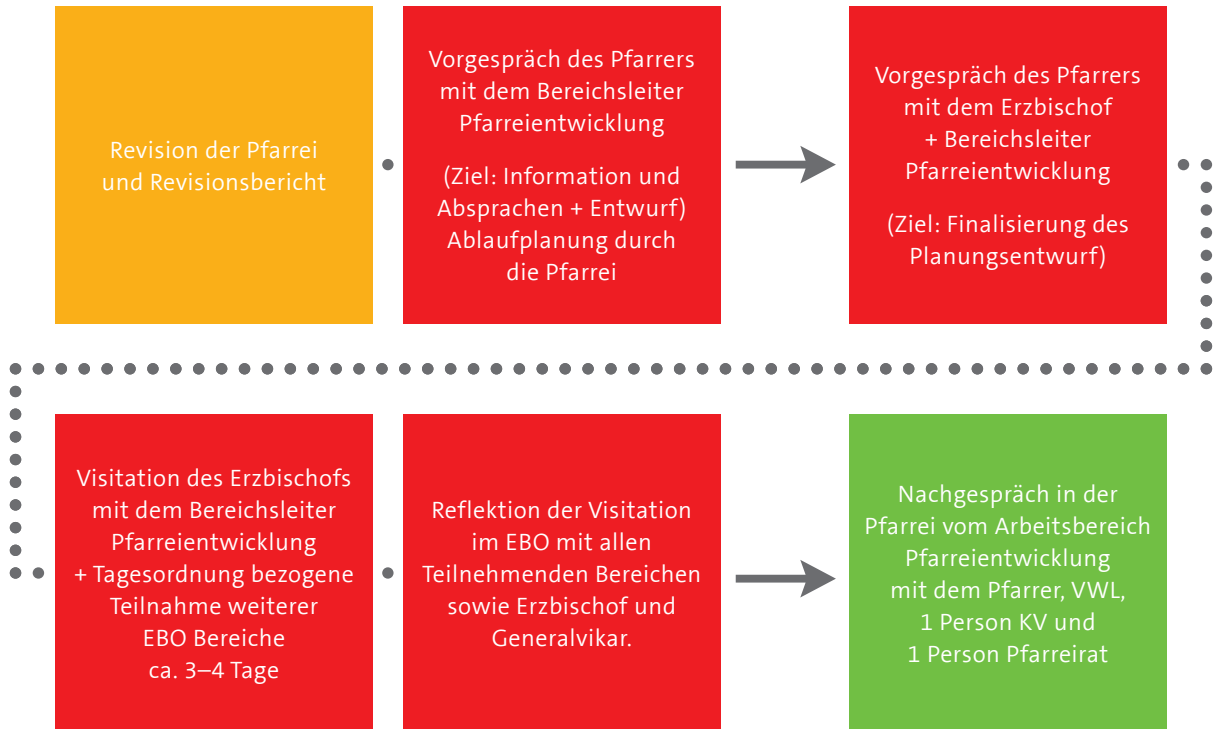 Revision der Pfarrei
und Revisionsbericht
Vorgespräch des Pfarrers
mit dem Bereichsleiter
Pfarreientwicklung
(Ziel: Information und
Absprachen + Entwurf)
Ablaufplanung durch
die Pfarrei
Vorgespräch des Pfarrers
mit dem Erzbischof
+ Bereichsleiter
Pfarreientwicklung
(Ziel: Finalisierung des
Planungsentwurf)
Visitation des Erzbischofs
mit dem Bereichsleiter
Pfarreientwicklung
+ Tagesordnung bezogene
Teilnahme weiterer
EBO Bereiche
ca. 3–4 Tage
Reflektion der Visitation
im EBO mit allen
Teilnehmenden Bereichen
sowie Erzbischof und
Generalvikar.
Nachgespräch in der
Pfarrei vom Arbeitsbereich
Pfarreientwicklung
mit dem Pfarrer, VWL,
1 Person KV und
1 Person Pfarreirat